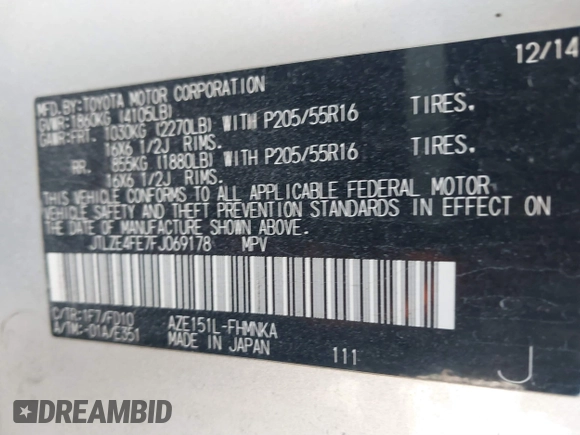 12/14
MFD.BY:TOYOTA MOTOR CORPORATION
GVWR:1860KG (4105LB)
GAWR:FRT. 1030KG (2270LB) WITH P205/55R16 TIRES,
16X6 1/2J RIMS.
RR. 855KG (1880LB) WITH P205/55R16 TIRES,
16X6 1/2J RIMS.
THIS VEHICLE CONFORMS TO ALL APPLICABLE FEDERAL MOTOR
VEHICLE SAFETY AND THEFT PREVENTION STANDARDS IN EFFECT ON
THE DATE OF MANUFACTURE SHOWN ABOVE.
JTLZE4FE7FJ069178 MPV
C/TR:1F7/FD10 AZE151L-FHMNKA
A/TM:-01A/E351 MADE IN JAPAN 111 J
DREAMBID